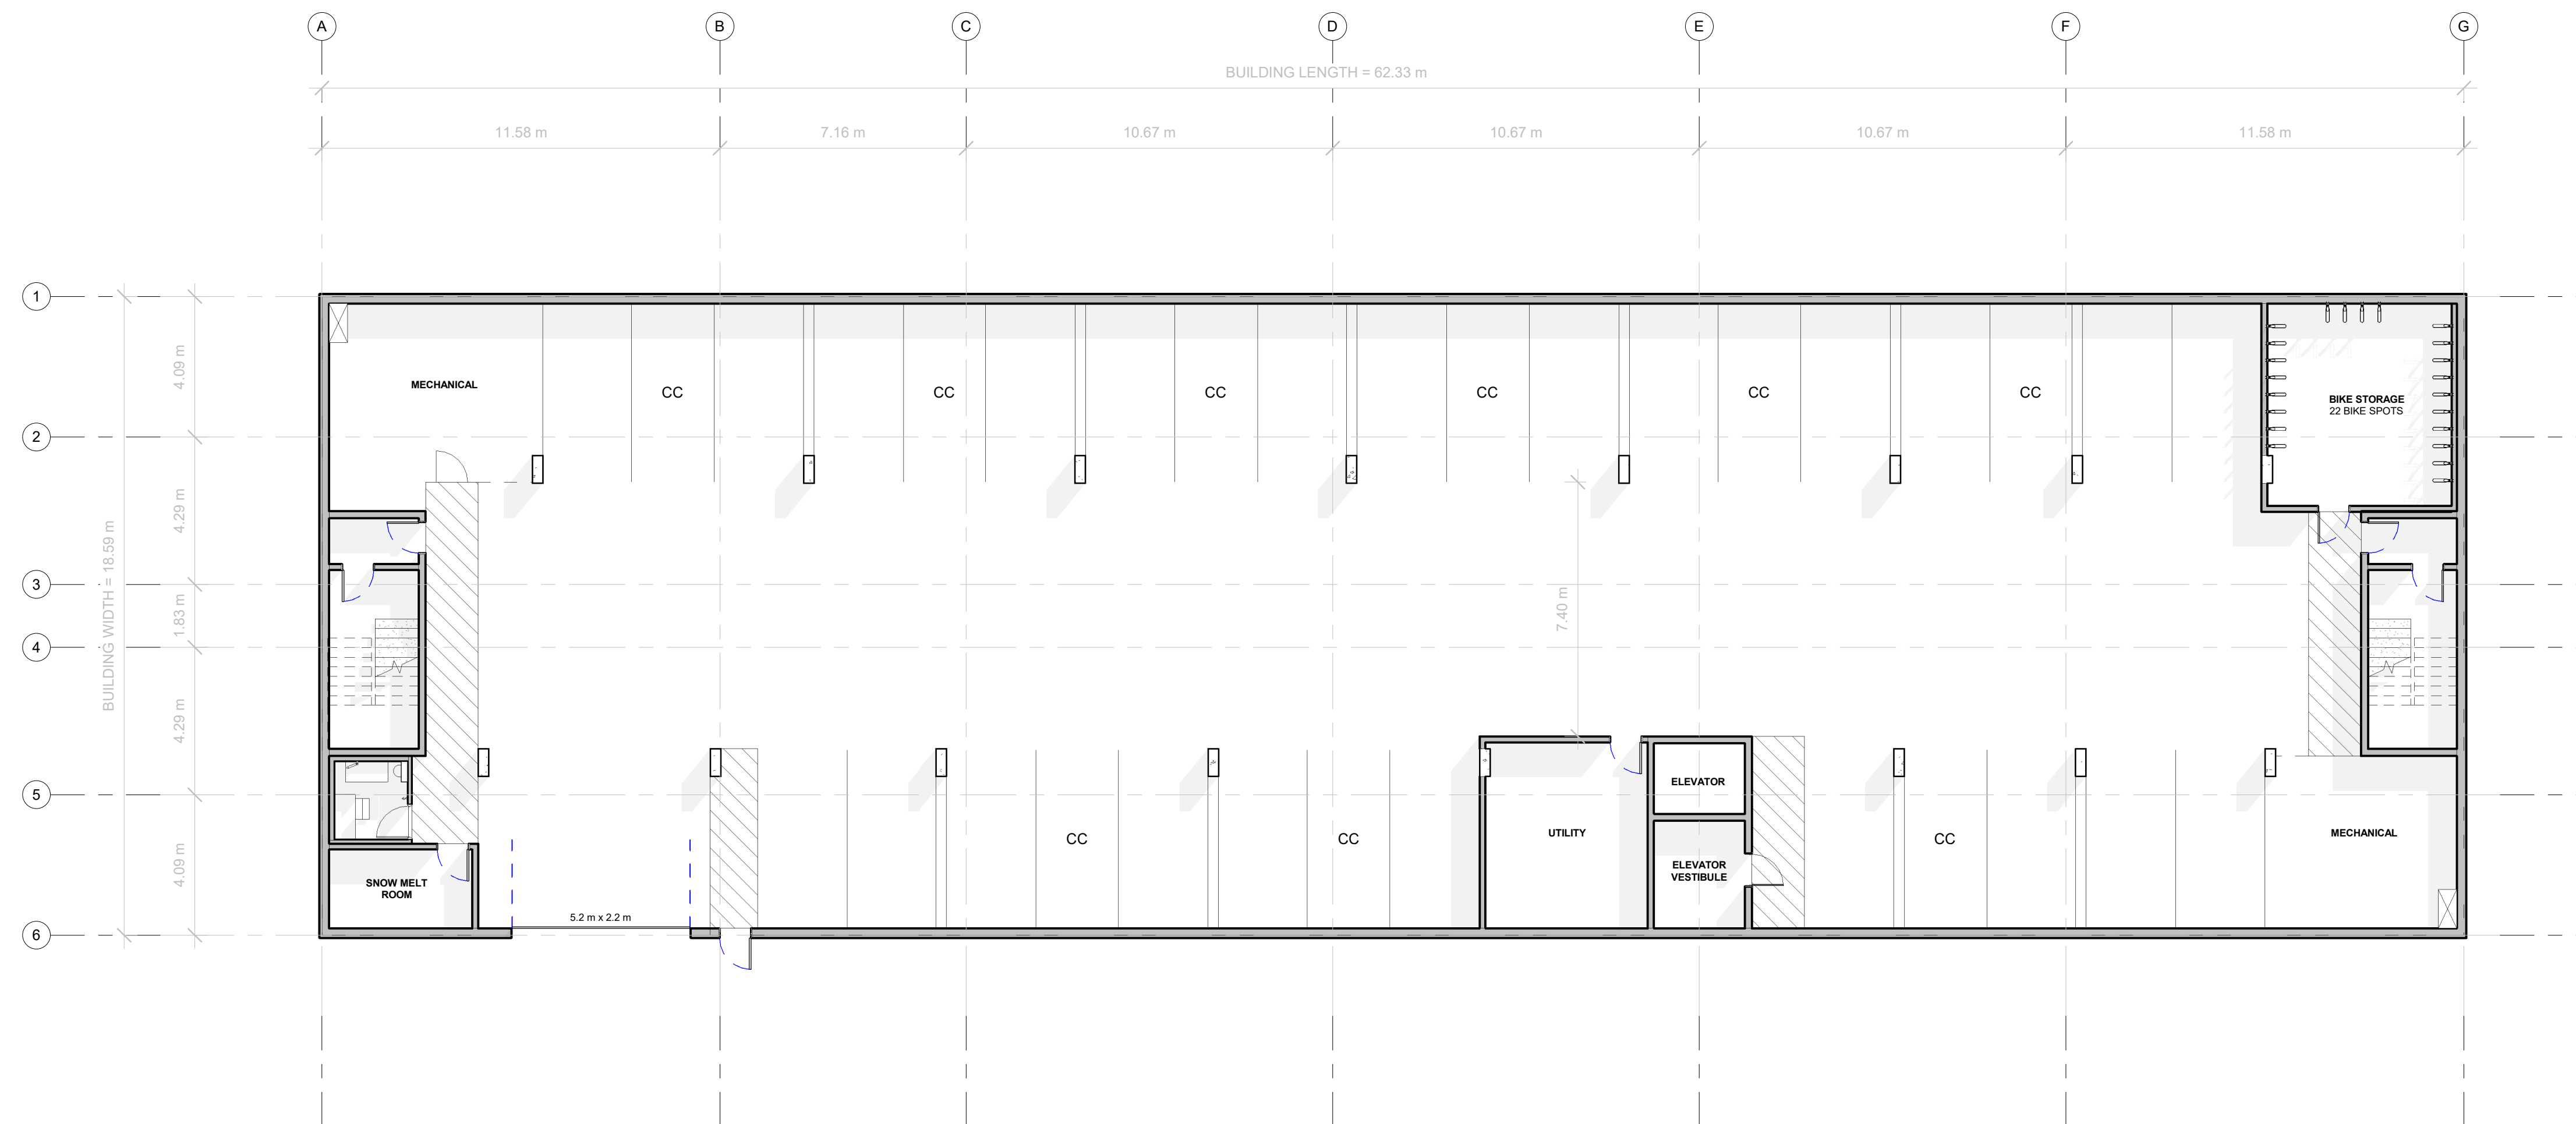 A B C D E F G
BUILDING LENGTH = 62.33 m
11.58 m 7.16 m 10.67 m 10.67 m 10.67 m 11.58 m
1
2
3
4
5
6
BUILDING WIDTH = 18.59 m
4.09 m
4.29 m
1.83 m
4.29 m
4.09 m
MECHANICAL
CC CC CC CC CC CC
BIKE STORAGE
22 BIKE SPOTS
7.40 m
ELEVATOR
UTILITY
CC CC CC
MECHANICAL
ELEVATOR
VESTIBULE
SNOW MELT
ROOM
5.2 m x 2.2 m